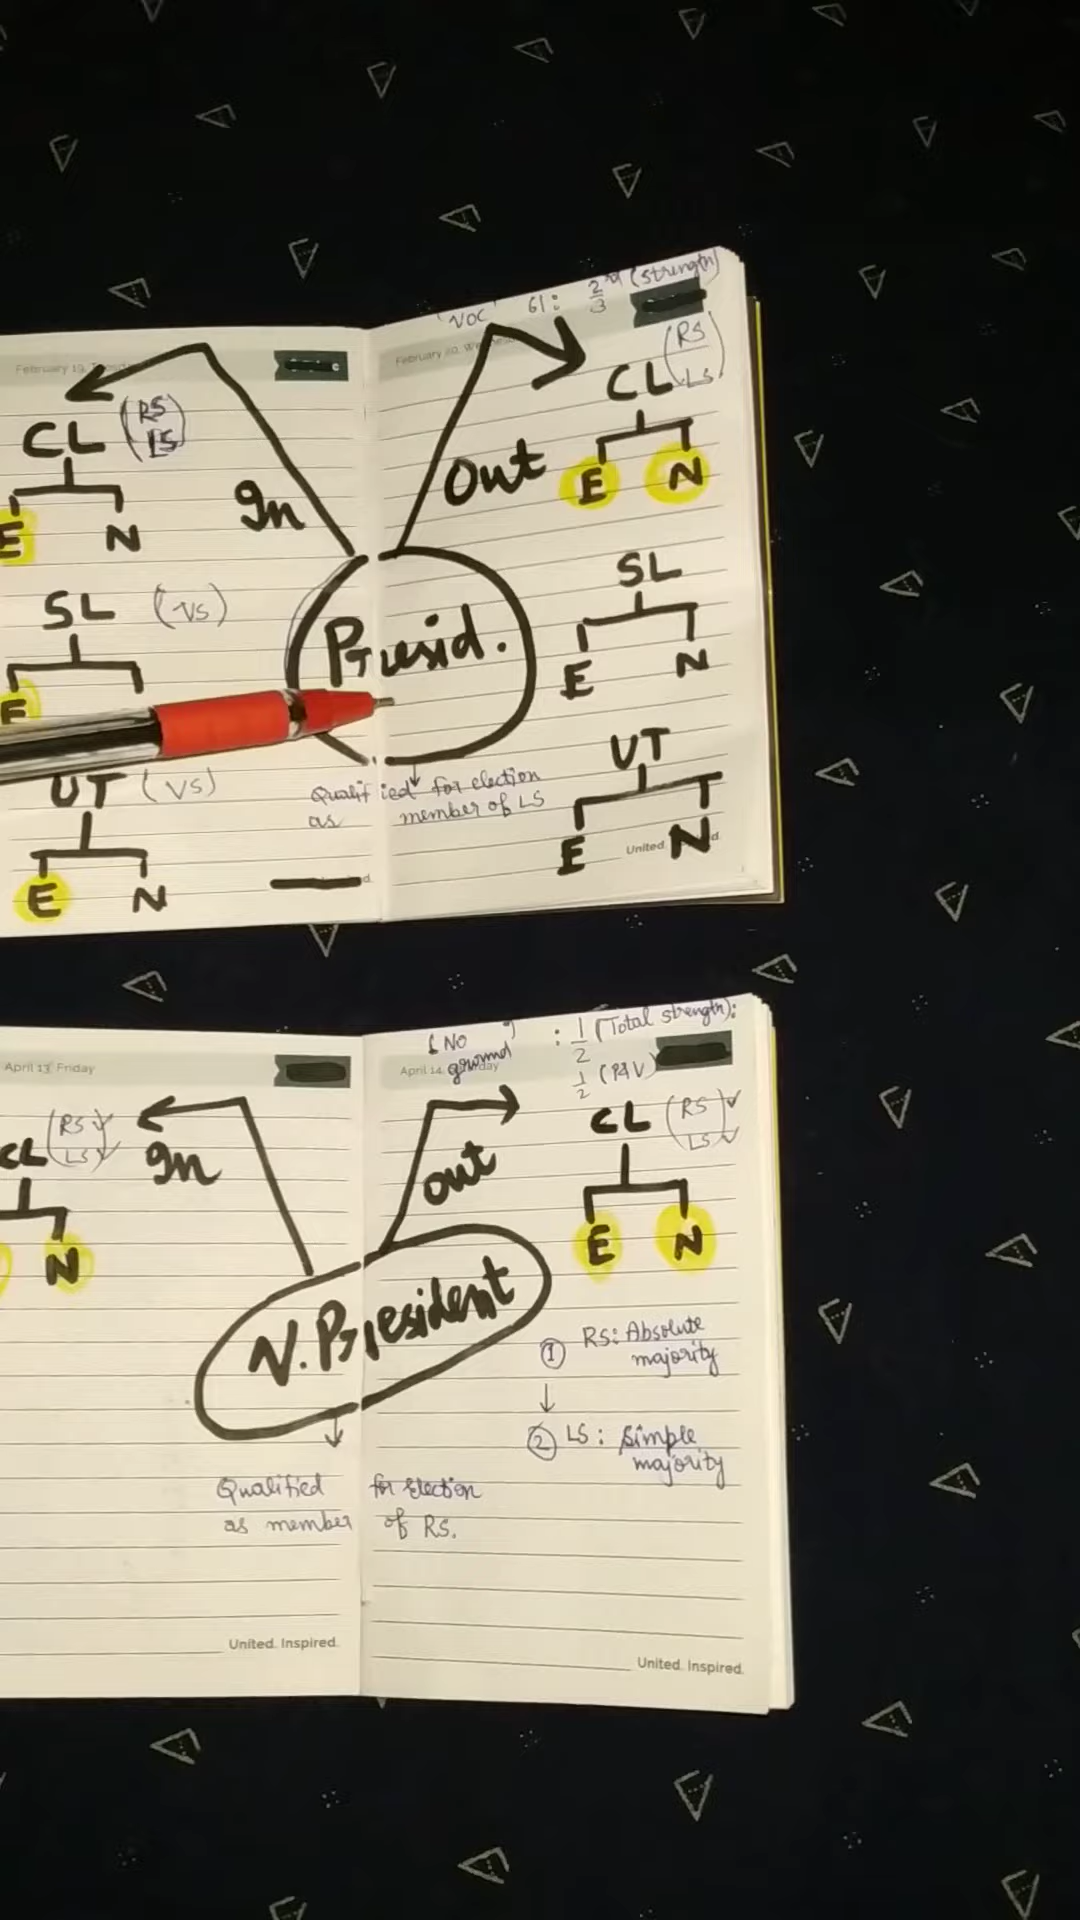 February 19, Tuesday
CL (RS
LS)
E N
In
SL (VS)
E
UT (VS)
E N
"VOC" 61: 2/3rd (Strength)
February 20, Wednesday
Out
CL (RS
LS)
E N
SL
E N
UT
E N
United.
Presid.
Qualified for election
as member of LS
April 13 Friday
CL (RS
LS)
N
In
United. Inspired.
(No ground) : 1/2 (Total strength):
1/2 (P&V)
April 14
out
CL (RS
LS)
E N
V. President
① RS: Absolute
majority
② LS: Simple
majority
Qualified for election
as member of RS.
United. Inspired.